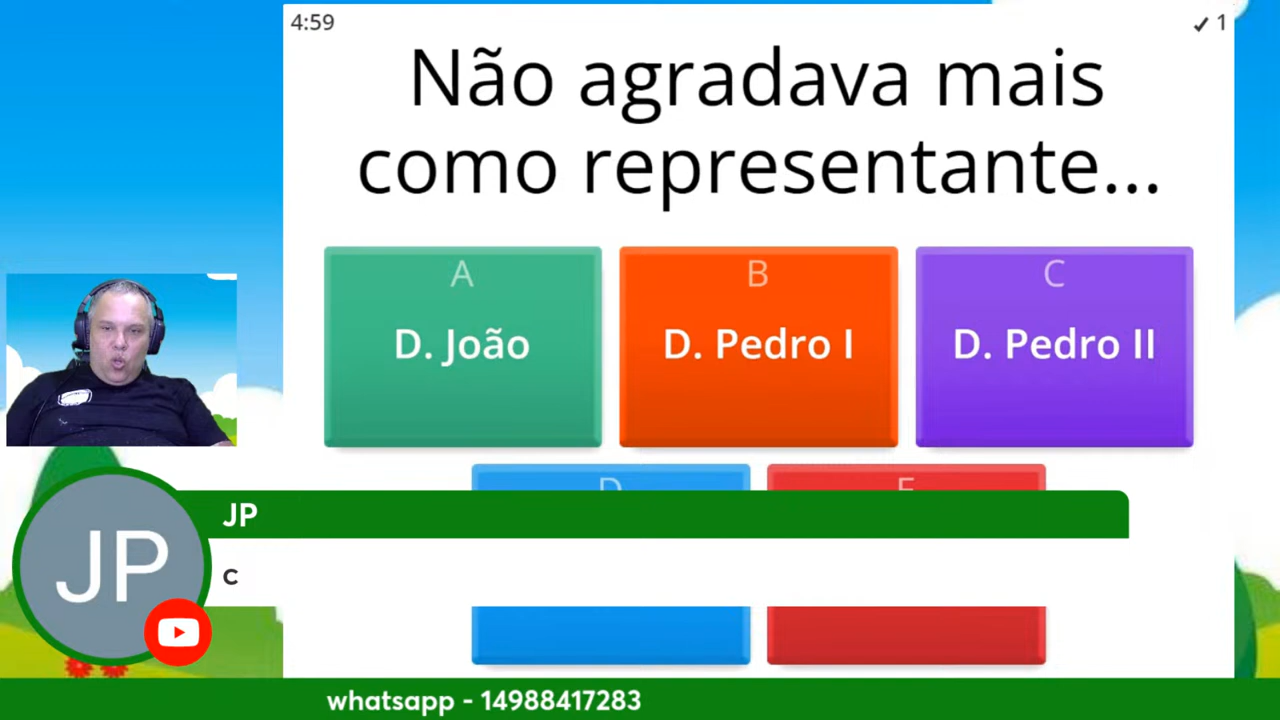 4:59
✓ 1
Não agradava mais
como representante...
A
B
C
D. João
D. Pedro I
D. Pedro II
D
E
JP
JP
c
whatsapp - 14988417283